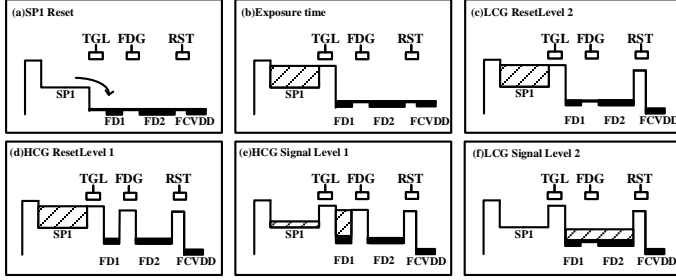 (a)SP1 Reset
TGL FDG RST
SP1
FD1 FD2 FCVDD
(b)Exposure time
TGL FDG RST
SP1
FD1 FD2 FCVDD
(c)LCG ResetLevel 2
TGL FDG RST
SP1
FD1 FD2 FCVDD
(d)HCG ResetLevel 1
TGL FDG RST
SP1
FD1 FD2 FCVDD
(e)HCG Signal Level 1
TGL FDG RST
SP1
FD1 FD2 FCVDD
(f)LCG Signal Level 2
TGL FDG RST
SP1
FD1 FD2 FCVDD